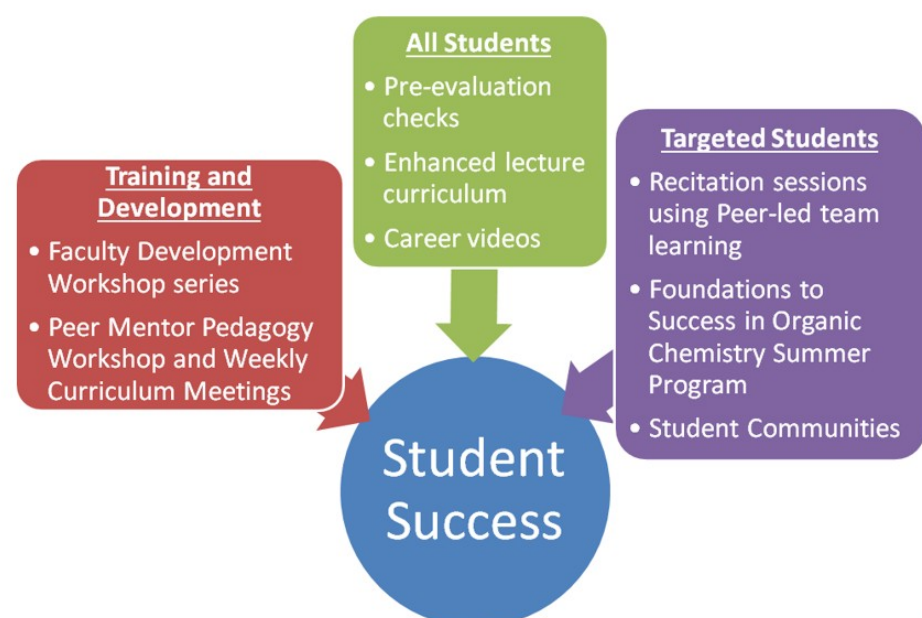 Training and
Development
• Faculty Development
Workshop series
• Peer Mentor Pedagogy
Workshop and Weekly
Curriculum Meetings
All Students
• Pre-evaluation
checks
• Enhanced lecture
curriculum
• Career videos
Targeted Students
• Recitation sessions
using Peer-led team
learning
• Foundations to
Success in Organic
Chemistry Summer
Program
• Student Communities
Student
Success